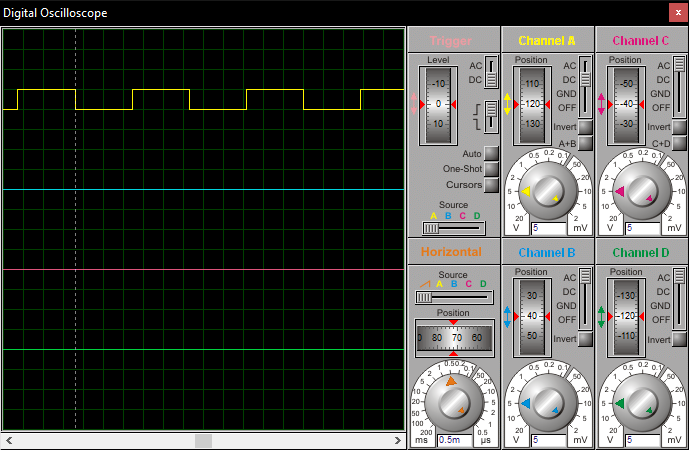 Digital Oscilloscope
x
Trigger
Level
-10
0
10
AC
DC
Auto
One-Shot
Cursors
Source
A B C D
Channel A
Position
110
120
130
AC
DC
GND
OFF
Invert
A+B
1 0.5 0.2 0.1 50 20 10 5 2
2 5 10 20
V 5 mV
Channel C
Position
-50
-40
-30
AC
DC
GND
OFF
Invert
C+D
1 0.5 0.2 0.1 50 20 10 5 2
2 5 10 20
V 5 mV
Horizontal
Source
A B C D
Position
60 70 80
200 100 50 20 10 5 2 1 0.5 0.2 0.1 50 20 10 5 2 1 0.5
ms 0.5m µs
Channel B
Position
30
40
50
AC
DC
GND
OFF
Invert
1 0.5 0.2 0.1 50 20 10 5 2
2 5 10 20
V 5 mV
Channel D
Position
-130
-120
-110
AC
DC
GND
OFF
Invert
1 0.5 0.2 0.1 50 20 10 5 2
2 5 10 20
V 5 mV